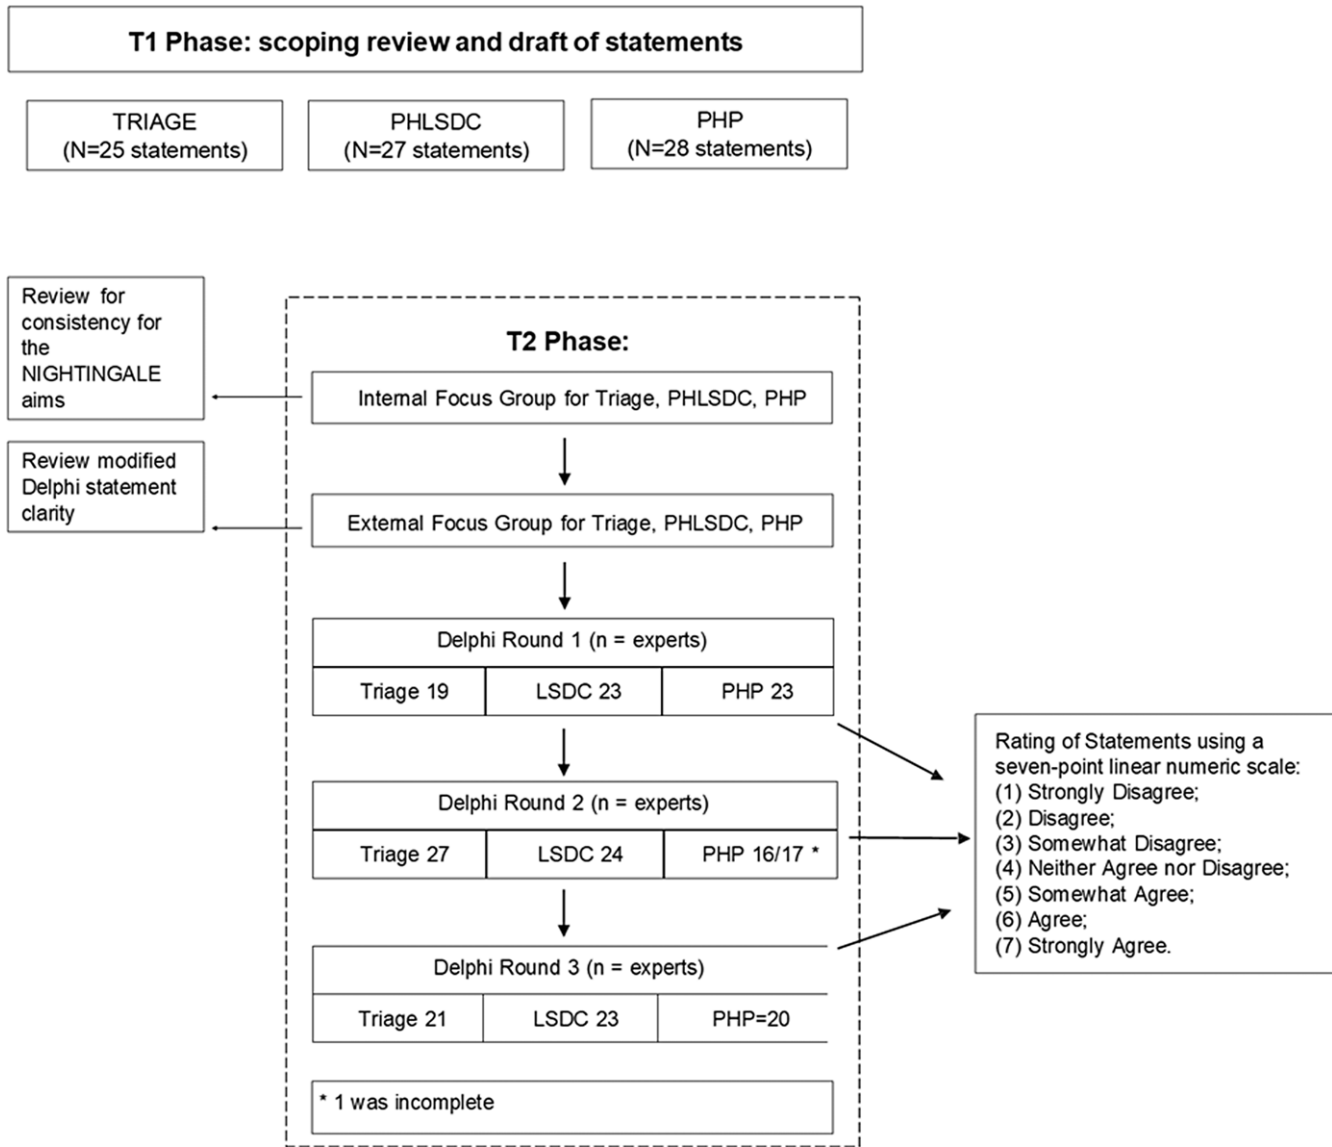 T1 Phase: scoping review and draft of statements
TRIAGE
(N=25 statements)
PHLSDC
(N=27 statements)
PHP
(N=28 statements)
Review for
consistency for
the
NIGHTINGALE
aims
Review modified
Delphi statement
clarity
T2 Phase:
Internal Focus Group for Triage, PHLSDC, PHP
External Focus Group for Triage, PHLSDC, PHP
Delphi Round 1 (n = experts)
Triage 19
LSDC 23
PHP 23
Delphi Round 2 (n = experts)
Triage 27
LSDC 24
PHP 16/17 *
Delphi Round 3 (n = experts)
Triage 21
LSDC 23
PHP=20
* 1 was incomplete
Rating of Statements using a
seven-point linear numeric scale:
(1) Strongly Disagree;
(2) Disagree;
(3) Somewhat Disagree;
(4) Neither Agree nor Disagree;
(5) Somewhat Agree;
(6) Agree;
(7) Strongly Agree.